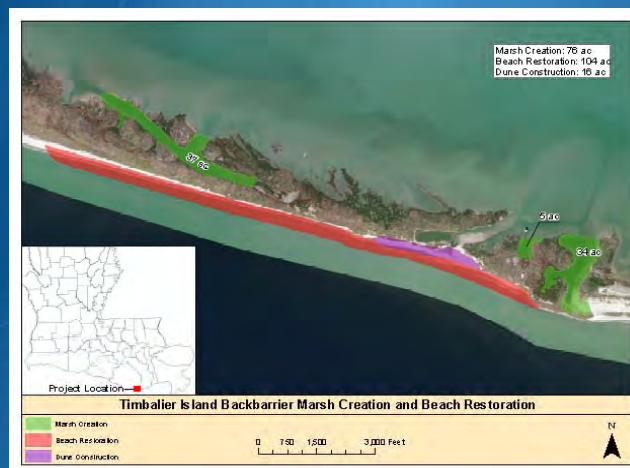 Marsh Creation: 76 ac
Beach Restoration: 104 ac
Dune Construction: 16 ac
37 ac
5 ac
34 ac
Project Location
Timbalier Island Backbarrier Marsh Creation and Beach Restoration
Marsh Creation
Beach Restoration
Dune Construction
0 750 1,500 3,000 Feet
N